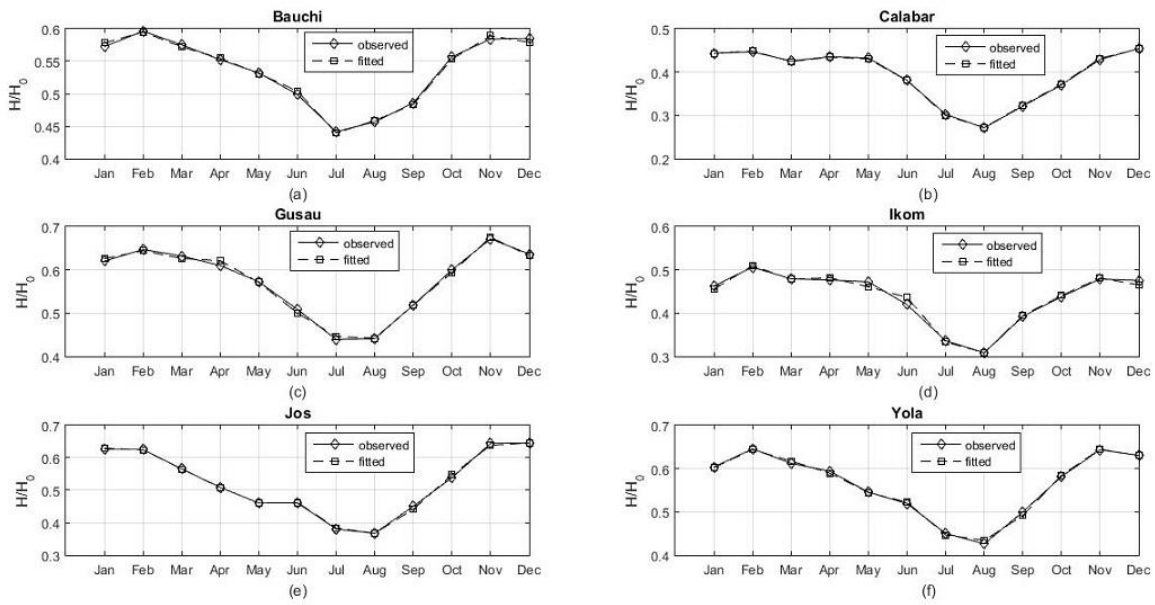 Bauchi
H/H0
0.6
0.55
0.5
0.45
0.4
observed
fitted
Jan Feb Mar Apr May Jun Jul Aug Sep Oct Nov Dec
(a)
Calabar
H/H0
0.5
0.4
0.3
0.2
observed
fitted
Jan Feb Mar Apr May Jun Jul Aug Sep Oct Nov Dec
(b)
Gusau
H/H0
0.7
0.6
0.5
0.4
observed
fitted
Jan Feb Mar Apr May Jun Jul Aug Sep Oct Nov Dec
(c)
Ikom
H/H0
0.6
0.5
0.4
0.3
observed
fitted
Jan Feb Mar Apr May Jun Jul Aug Sep Oct Nov Dec
(d)
Jos
H/H0
0.7
0.6
0.5
0.4
0.3
observed
fitted
Jan Feb Mar Apr May Jun Jul Aug Sep Oct Nov Dec
(e)
Yola
H/H0
0.7
0.6
0.5
0.4
observed
fitted
Jan Feb Mar Apr May Jun Jul Aug Sep Oct Nov Dec
(f)